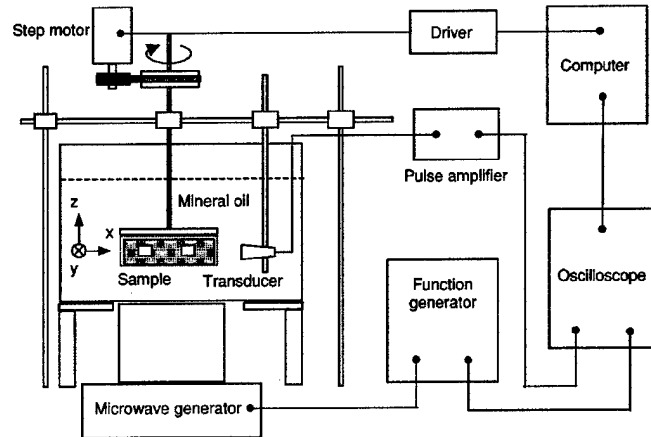 Step motor
Driver
Computer
Pulse amplifier
Mineral oil
z
x
y
Sample
Transducer
Function
generator
Oscilloscope
Microwave generator